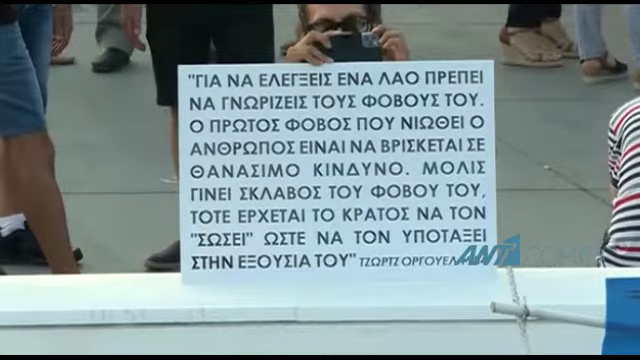 "ΓΙΑ ΝΑ ΕΛΕΓΞΕΙΣ ΕΝΑ ΛΑΟ ΠΡΕΠΕΙ
ΝΑ ΓΝΩΡΙΖΕΙΣ ΤΟΥΣ ΦΟΒΟΥΣ ΤΟΥ.
Ο ΠΡΩΤΟΣ ΦΟΒΟΣ ΠΟΥ ΝΙΩΘΕΙ Ο
ΑΝΘΡΩΠΟΣ ΕΙΝΑΙ ΝΑ ΒΡΙΣΚΕΤΑΙ ΣΕ
ΘΑΝΑΣΙΜΟ ΚΙΝΔΥΝΟ. ΜΟΛΙΣ
ΓΙΝΕΙ ΣΚΛΑΒΟΣ ΤΟΥ ΦΟΒΟΥ ΤΟΥ,
ΤΟΤΕ ΕΡΧΕΤΑΙ ΤΟ ΚΡΑΤΟΣ ΝΑ ΤΟΝ
"ΣΩΣΕΙ" ΩΣΤΕ ΝΑ ΤΟΝ ΥΠΟΤΑΞΕΙ
ΣΤΗΝ ΕΞΟΥΣΙΑ ΤΟΥ" ΤΖΩΡΤΖ ΟΡΓΟΥΕΛ
ANT1